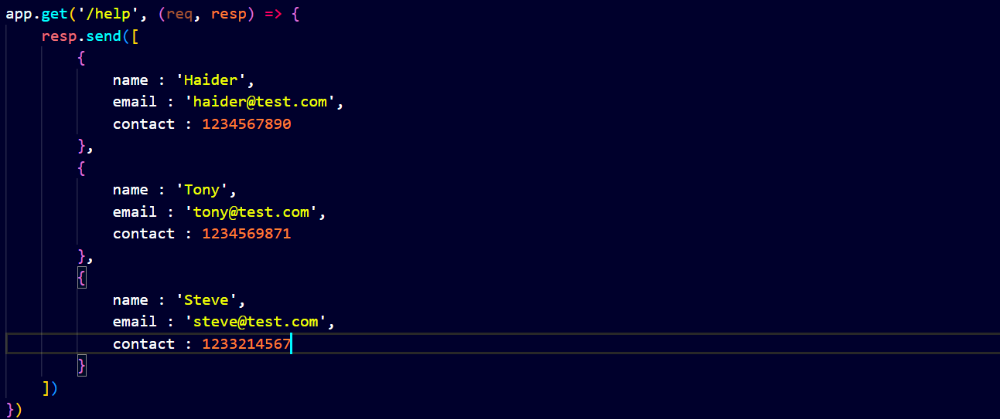 app.get('/help', (req, resp) => {
    resp.send([
        {
            name : 'Haider',
            email : 'haider@test.com',
            contact : 1234567890
        },
        {
            name : 'Tony',
            email : 'tony@test.com',
            contact : 1234569871
        },
        {
            name : 'Steve',
            email : 'steve@test.com',
            contact : 1233214567
        }
    ])
})